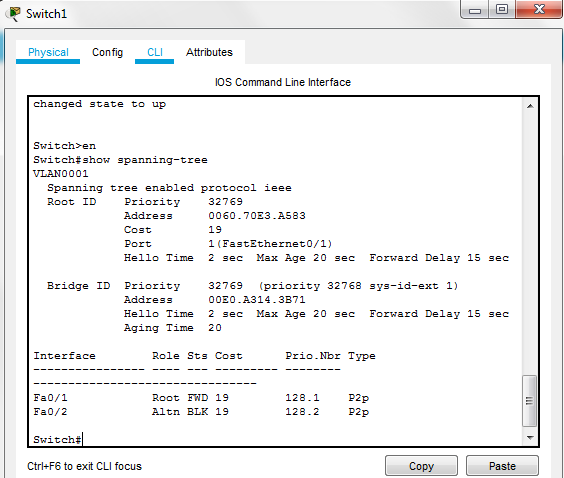 Switch1
Physical Config CLI Attributes
IOS Command Line Interface
changed state to up
Switch>en
Switch#show spanning-tree
VLAN0001
Spanning tree enabled protocol ieee
Root ID Priority 32769
Address 0060.70E3.A583
Cost 19
Port 1(FastEthernet0/1)
Hello Time 2 sec Max Age 20 sec Forward Delay 15 sec
Bridge ID Priority 32769 (priority 32768 sys-id-ext 1)
Address 00E0.A314.3B71
Hello Time 2 sec Max Age 20 sec Forward Delay 15 sec
Aging Time 20
Interface Role Sts Cost Prio.Nbr Type
---------------- ---- --- --------- -------- 
--------------------------------
Fa0/1 Root FWD 19 128.1 P2p
Fa0/2 Altn BLK 19 128.2 P2p
Switch#
Ctrl+F6 to exit CLI focus
Copy Paste